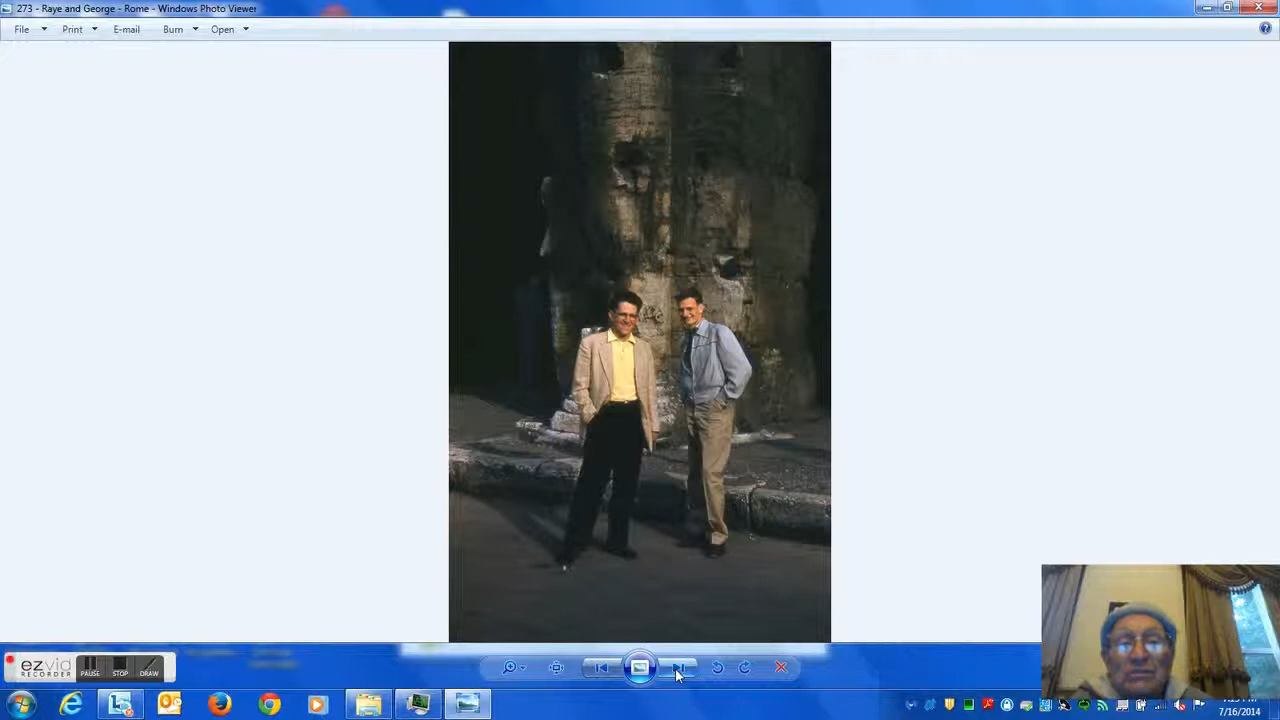 273 - Raye and George - Rome - Windows Photo Viewer
File Print E-mail Burn Open
ezvid
RECORDER
PAUSE STOP DRAW
7/16/2014